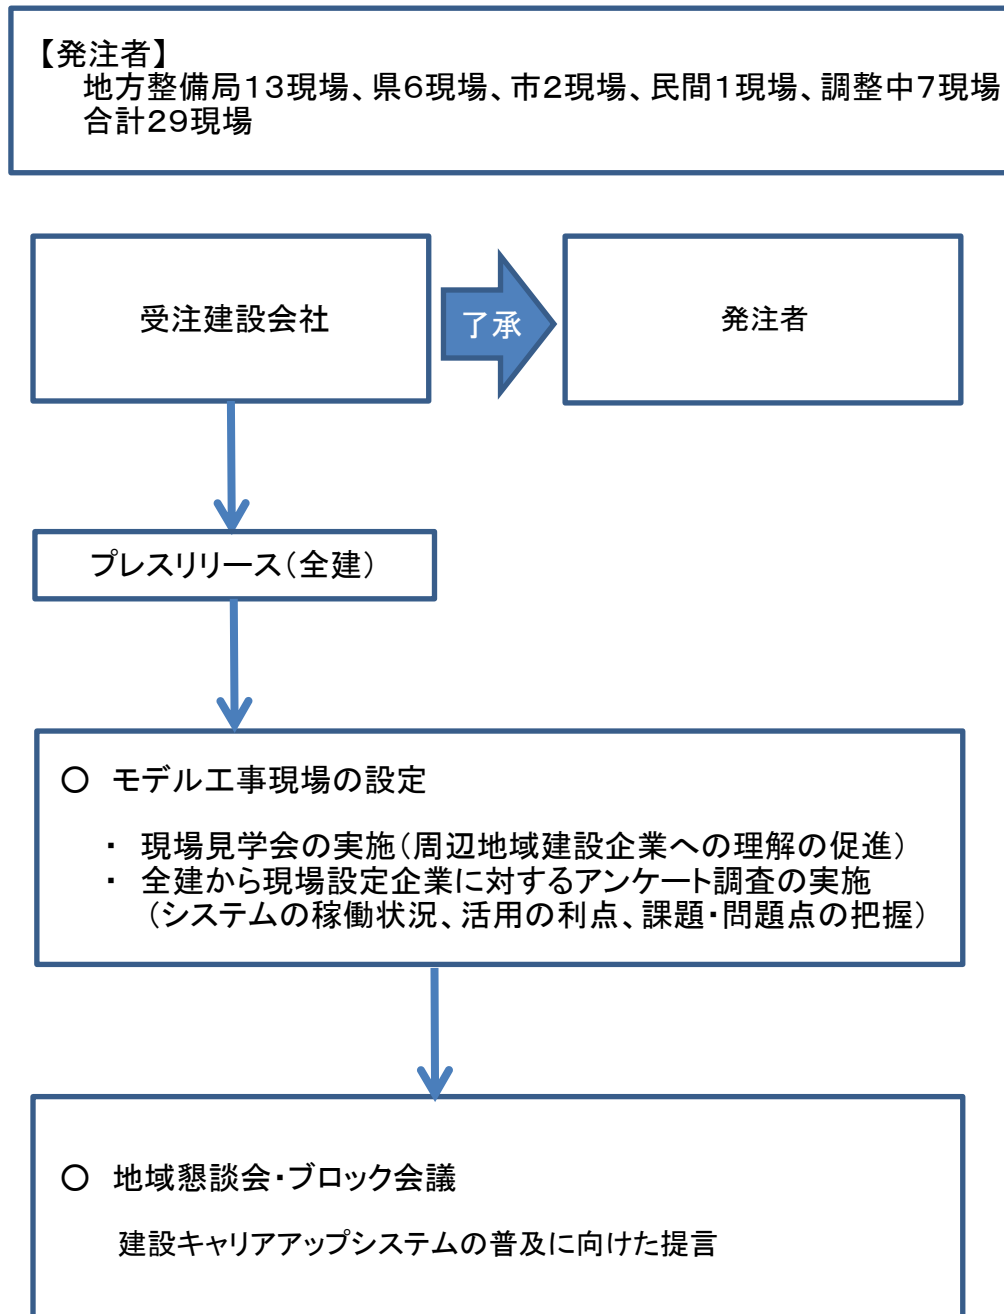 【発注者】
地方整備局13現場、県6現場、市2現場、民間1現場、調整中7現場
合計29現場
受注建設会社
了承
発注者
プレスリリース(全建)
○ モデル工事現場の設定
・ 現場見学会の実施(周辺地域建設企業への理解の促進)
・ 全建から現場設定企業に対するアンケート調査の実施
(システムの稼働状況、活用の利点、課題・問題点の把握)
○ 地域懇談会・ブロック会議
建設キャリアアップシステムの普及に向けた提言